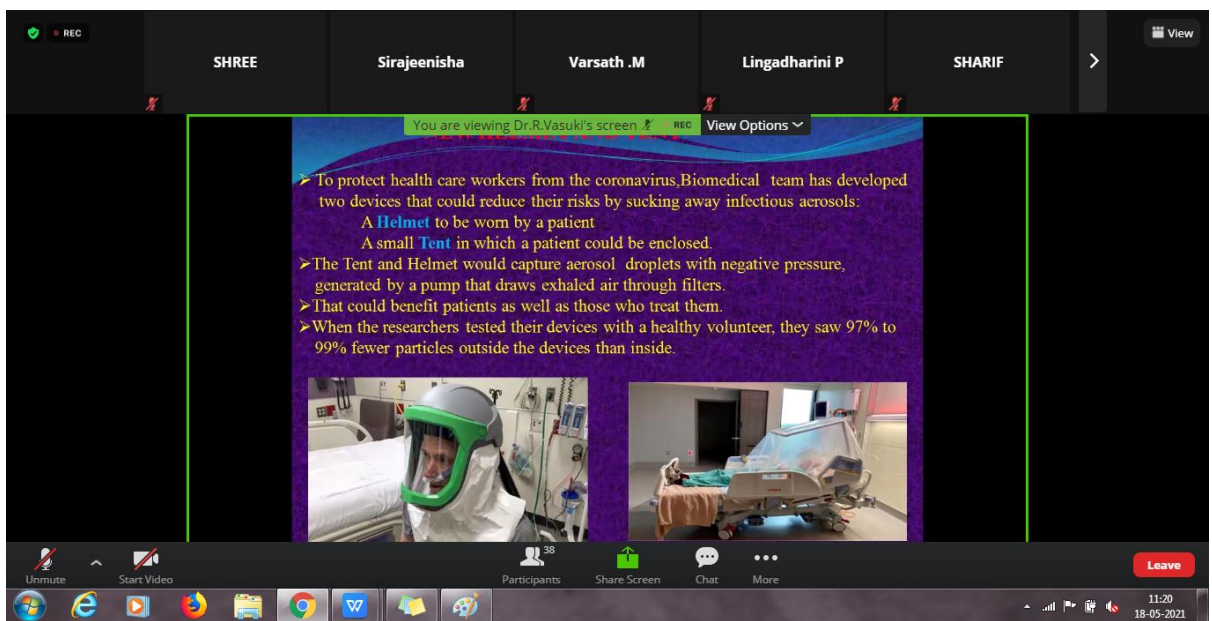 REC
View
SHREE
Sirajeenisha
Varsath .M
Lingadharini P
SHARIF
You are viewing Dr.R.Vasuki's screen
REC
View Options
➢To protect health care workers from the coronavirus,Biomedical team has developed
two devices that could reduce their risks by sucking away infectious aerosols:
A Helmet to be worn by a patient
A small Tent in which a patient could be enclosed.
➢The Tent and Helmet would capture aerosol droplets with negative pressure,
generated by a pump that draws exhaled air through filters.
➢That could benefit patients as well as those who treat them.
➢When the researchers tested their devices with a healthy volunteer, they saw 97% to
99% fewer particles outside the devices than inside.
38
Unmute
Start Video
Participants
Share Screen
Chat
More
Leave
11:20
18-05-2021